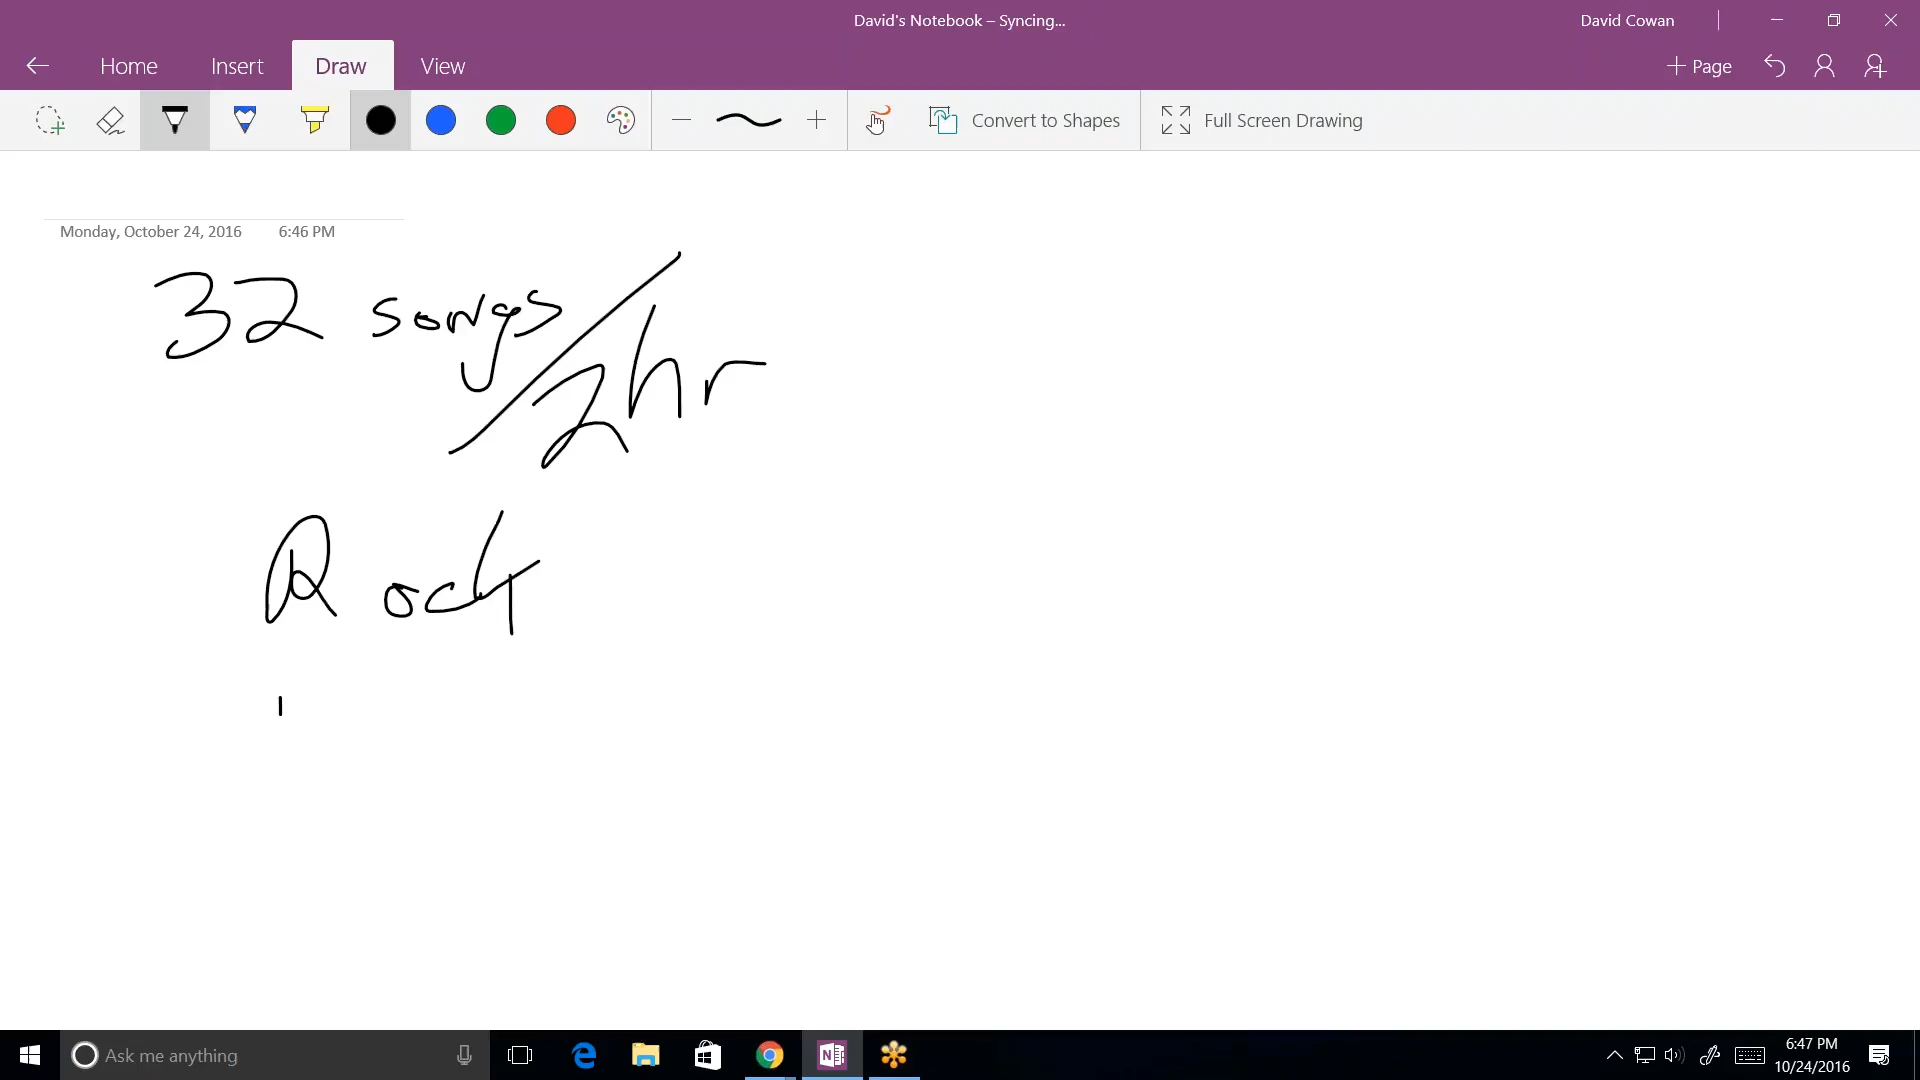 David's Notebook – Syncing...
David Cowan
Home
Insert
Draw
View
Page
Convert to Shapes
Full Screen Drawing
Monday, October 24, 2016 6:46 PM
32 songs/2hr
Rock
Ask me anything
6:47 PM
10/24/2016